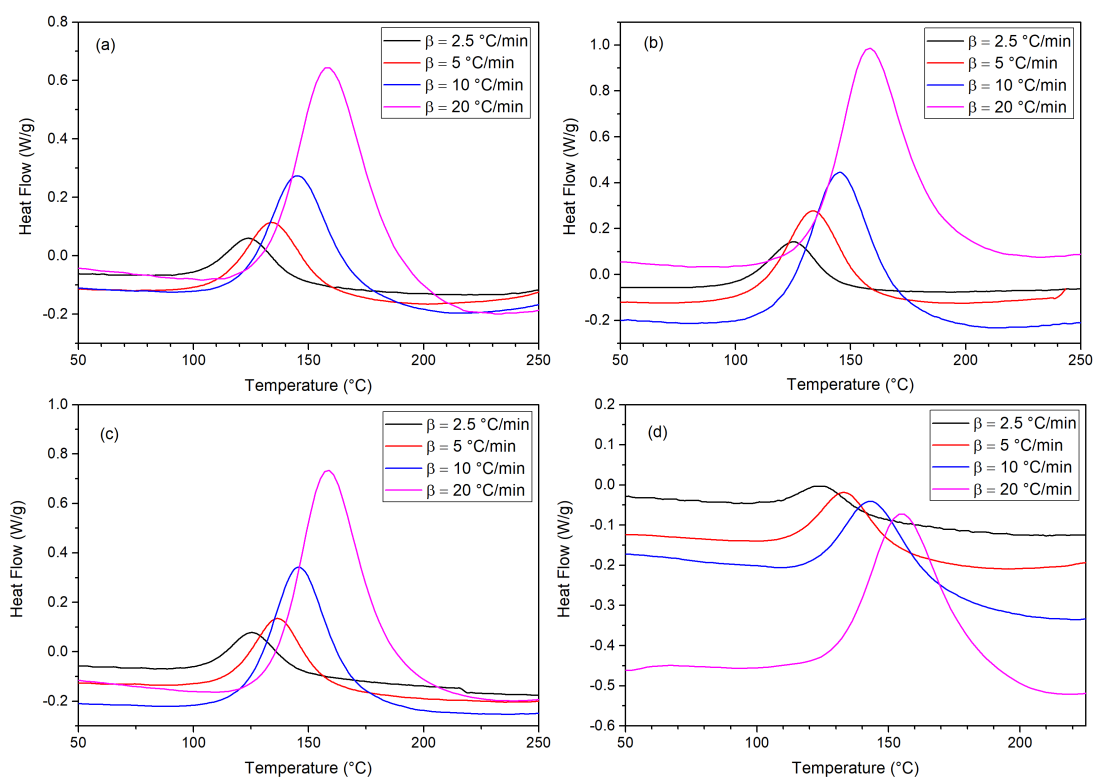 (a)
β = 2.5 °C/min
β = 5 °C/min
β = 10 °C/min
β = 20 °C/min
0.8
0.6
0.4
0.2
0.0
-0.2
Heat Flow (W/g)
50 100 150 200 250
Temperature (°C)
(b)
β = 2.5 °C/min
β = 5 °C/min
β = 10 °C/min
β = 20 °C/min
1.0
0.8
0.6
0.4
0.2
0.0
-0.2
Heat Flow (W/g)
50 100 150 200 250
Temperature (°C)
(c)
β = 2.5 °C/min
β = 5 °C/min
β = 10 °C/min
β = 20 °C/min
1.0
0.8
0.6
0.4
0.2
0.0
-0.2
Heat Flow (W/g)
50 100 150 200 250
Temperature (°C)
(d)
β = 2.5 °C/min
β = 5 °C/min
β = 10 °C/min
β = 20 °C/min
0.2
0.1
0.0
-0.1
-0.2
-0.3
-0.4
-0.5
-0.6
Heat Flow (W/g)
50 100 150 200
Temperature (°C)